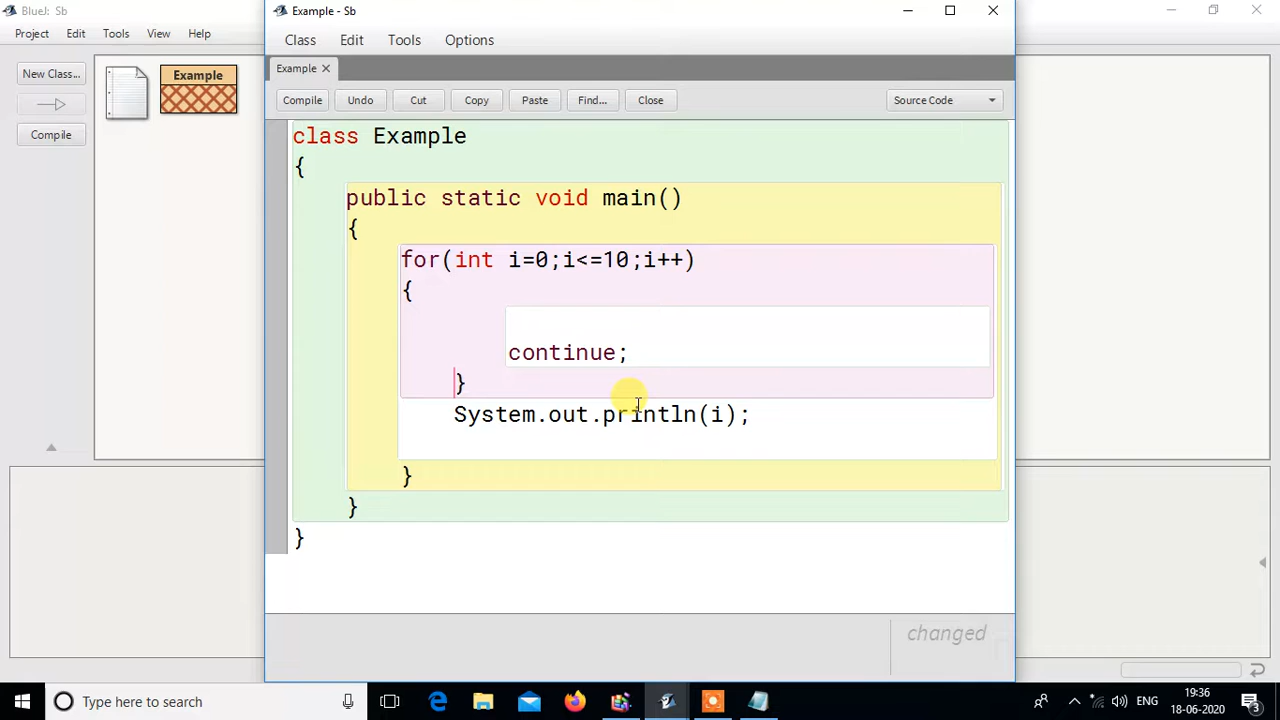 BlueJ: Sb
Project Edit Tools View Help
New Class...
Compile
Example
Example - Sb
Class Edit Tools Options
Example
Compile Undo Cut Copy Paste Find... Close Source Code
class Example
{
public static void main()
{
for(int i=0;i<=10;i++)
{
continue;
}
System.out.println(i);
}
}
}
changed
Type here to search
ENG
19:36
18-06-2020
3